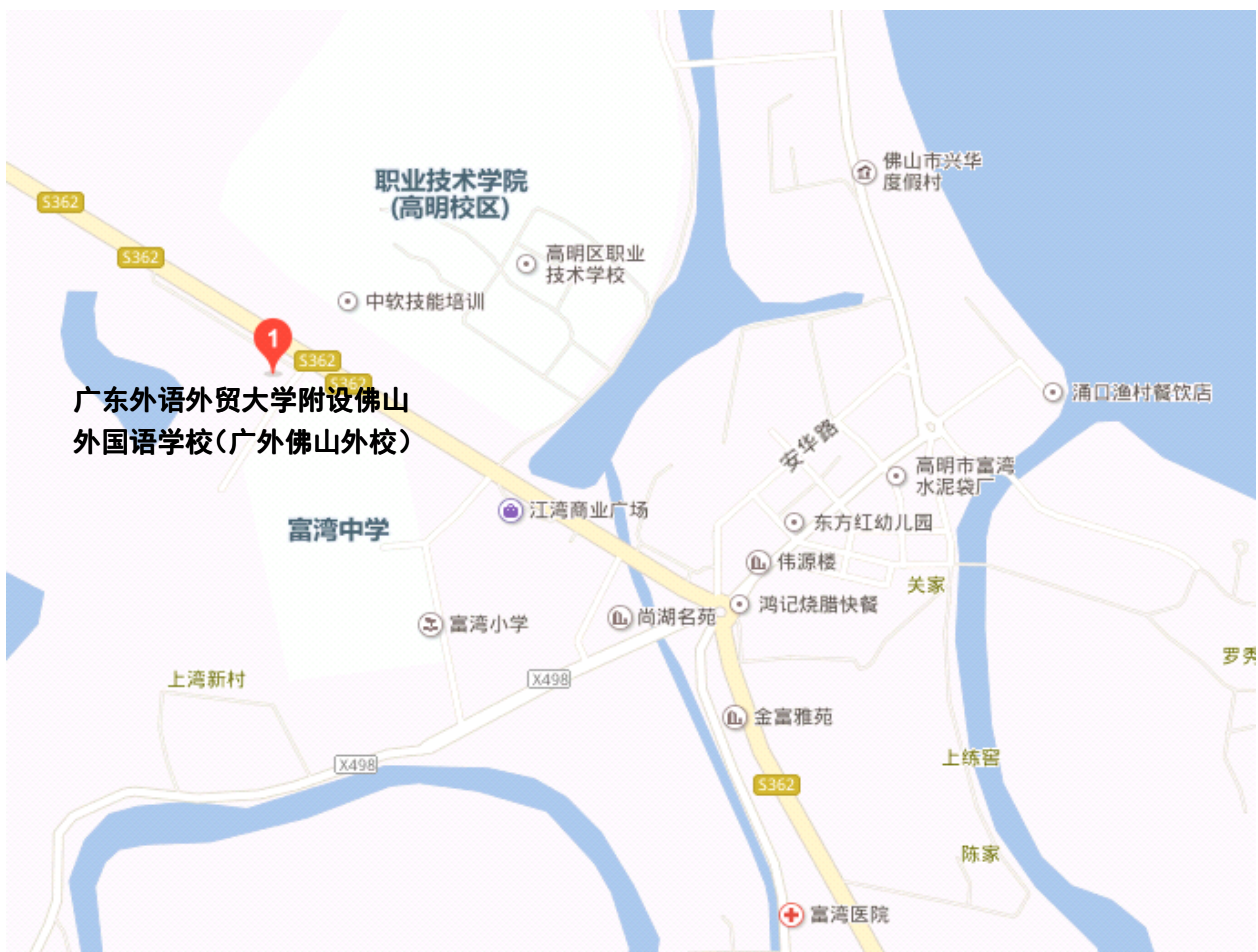 佛山市兴华
度假村
职业技术学院
(高明校区)
S362
高明区职业
技术学校
S362
中软技能培训
1
S362
S362
广东外语外贸大学附设佛山
外国语学校(广外佛山外校)
涌口渔村餐饮店
安华路
高明市富湾
水泥袋厂
江湾商业广场
东方红幼儿园
富湾中学
伟源楼
关家
鸿记烧腊快餐
尚湖名苑
富湾小学
罗秀
上湾新村
X498
金富雅苑
上练窖
X498
S362
陈家
富湾医院